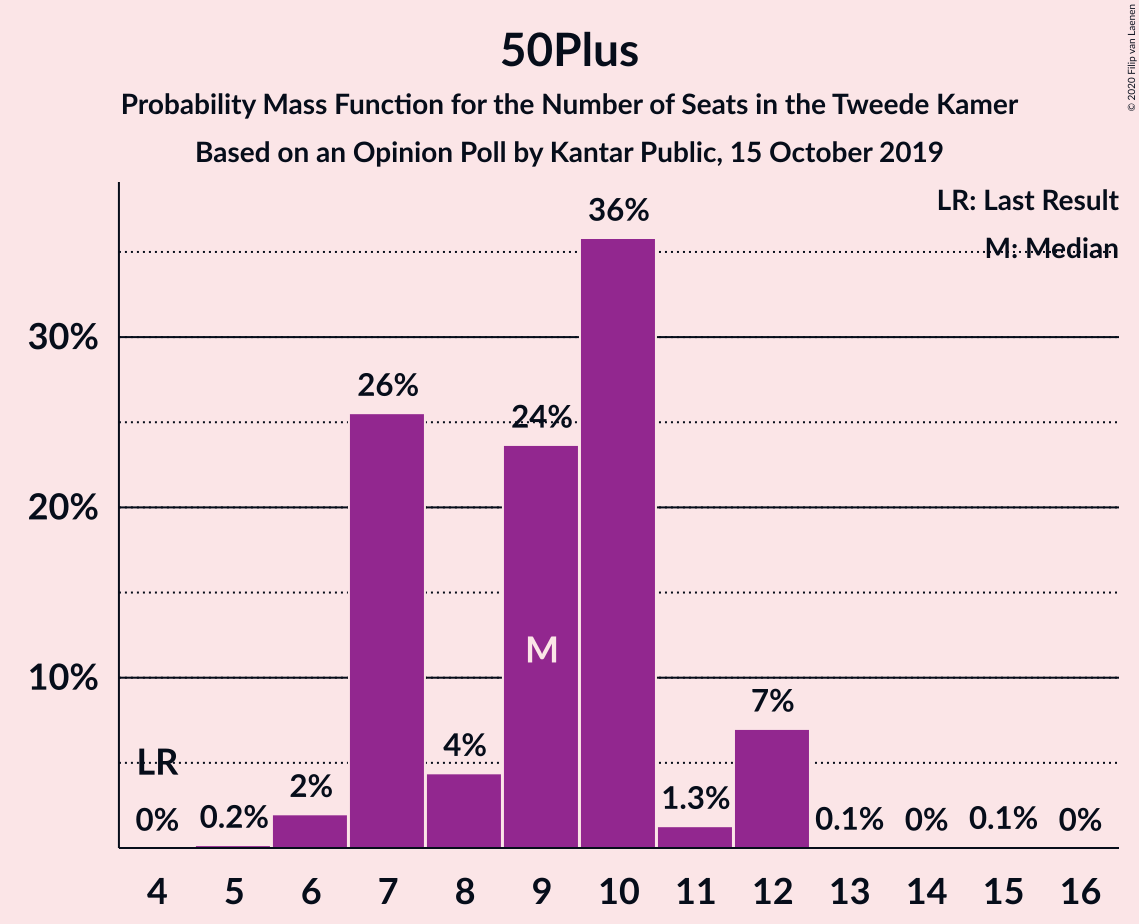 50Plus
Probability Mass Function for the Number of Seats in the Tweede Kamer
Based on an Opinion Poll by Kantar Public, 15 October 2019
© 2020 Filip van Laenen
LR: Last Result
M: Median
30%
20%
10%
LR
0%
0.2%
2%
26%
4%
24%
M
36%
1.3%
7%
0.1%
0%
0.1%
0%
4 5 6 7 8 9 10 11 12 13 14 15 16